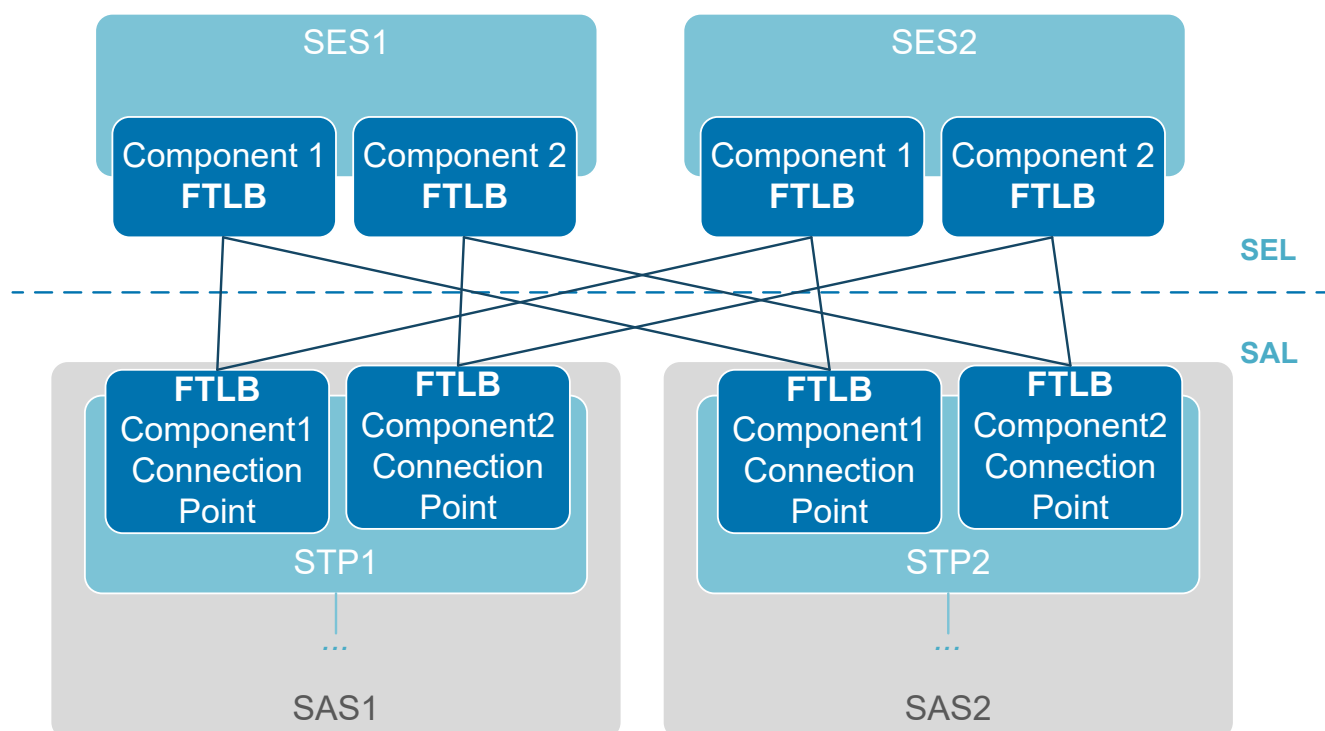 SES1
SES2
Component 1
FTLB
Component 2
FTLB
Component 1
FTLB
Component 2
FTLB
SEL
SAL
FTLB
Component1
Connection
Point
FTLB
Component2
Connection
Point
FTLB
Component1
Connection
Point
FTLB
Component2
Connection
Point
STP1
STP2
...
...
SAS1
SAS2